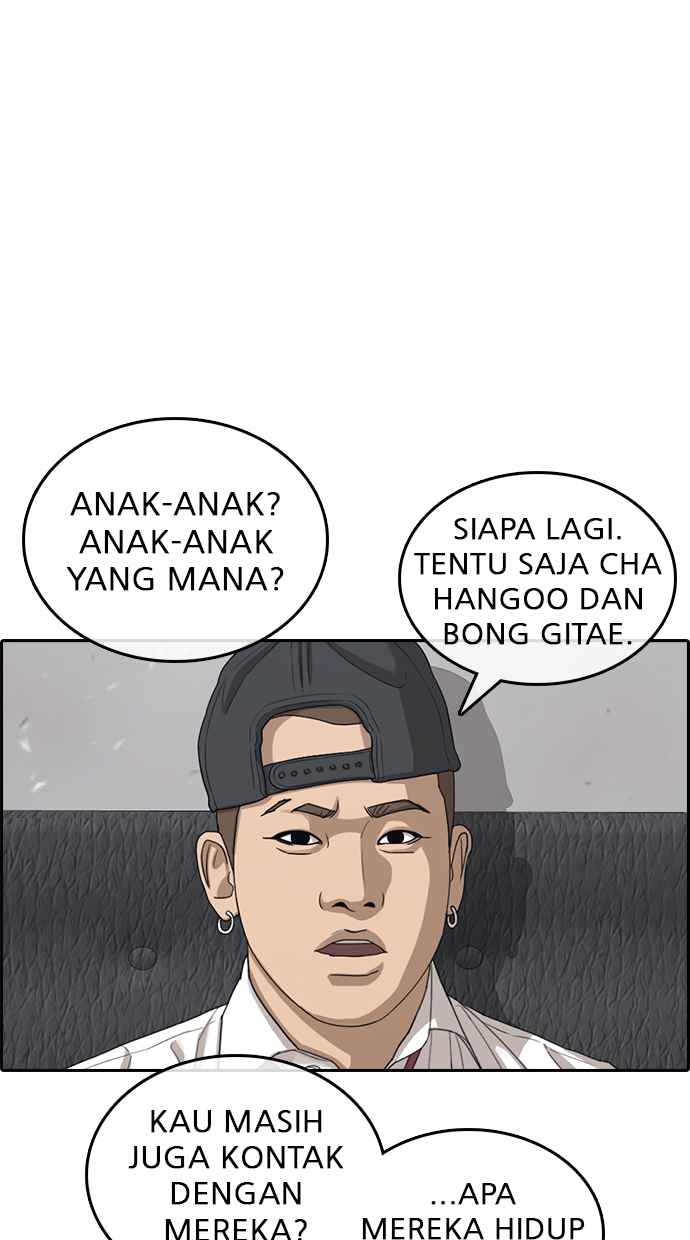 ANAK-ANAK?
ANAK-ANAK
YANG MANA?
SIAPA LAGI.
TENTU SAJA CHA
HANGOO DAN
BONG GITAE.
KAU MASIH
JUGA KONTAK
DENGAN
MEREKA?
...APA
MEREKA HIDUP